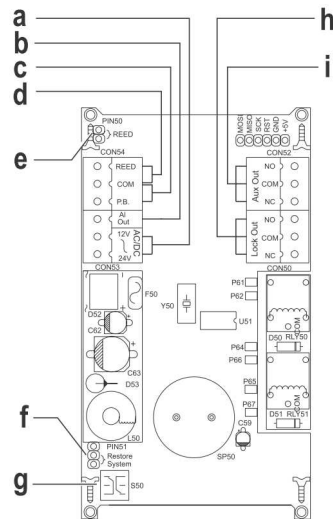 a
b
c
d
e
f
g
h
i
PIN50
REED
CON54
REED
COM
P.B.
AI
Out
12V
24V
AC/DC
CON53
F50
D52
C62
C63
D53
L50
PIN51
Restore
System
S50
MOSI
MISO
SCK
RST
GND
+5V
CON52
NO
COM
NC
Aux Out
NO
COM
NC
Lock Out
CON50
P61
P62
P64
P66
P65
P67
Y50
U51
COM
D50 RLY50
COM
D51 RLY51
C59
SP50